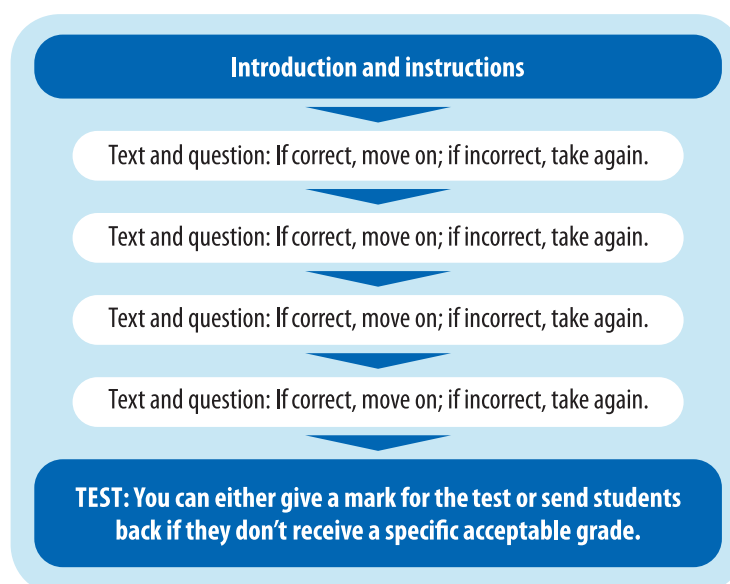 Introduction and instructions
Text and question: If correct, move on; if incorrect, take again.
Text and question: If correct, move on; if incorrect, take again.
Text and question: If correct, move on; if incorrect, take again.
Text and question: If correct, move on; if incorrect, take again.
TEST: You can either give a mark for the test or send students
back if they don't receive a specific acceptable grade.